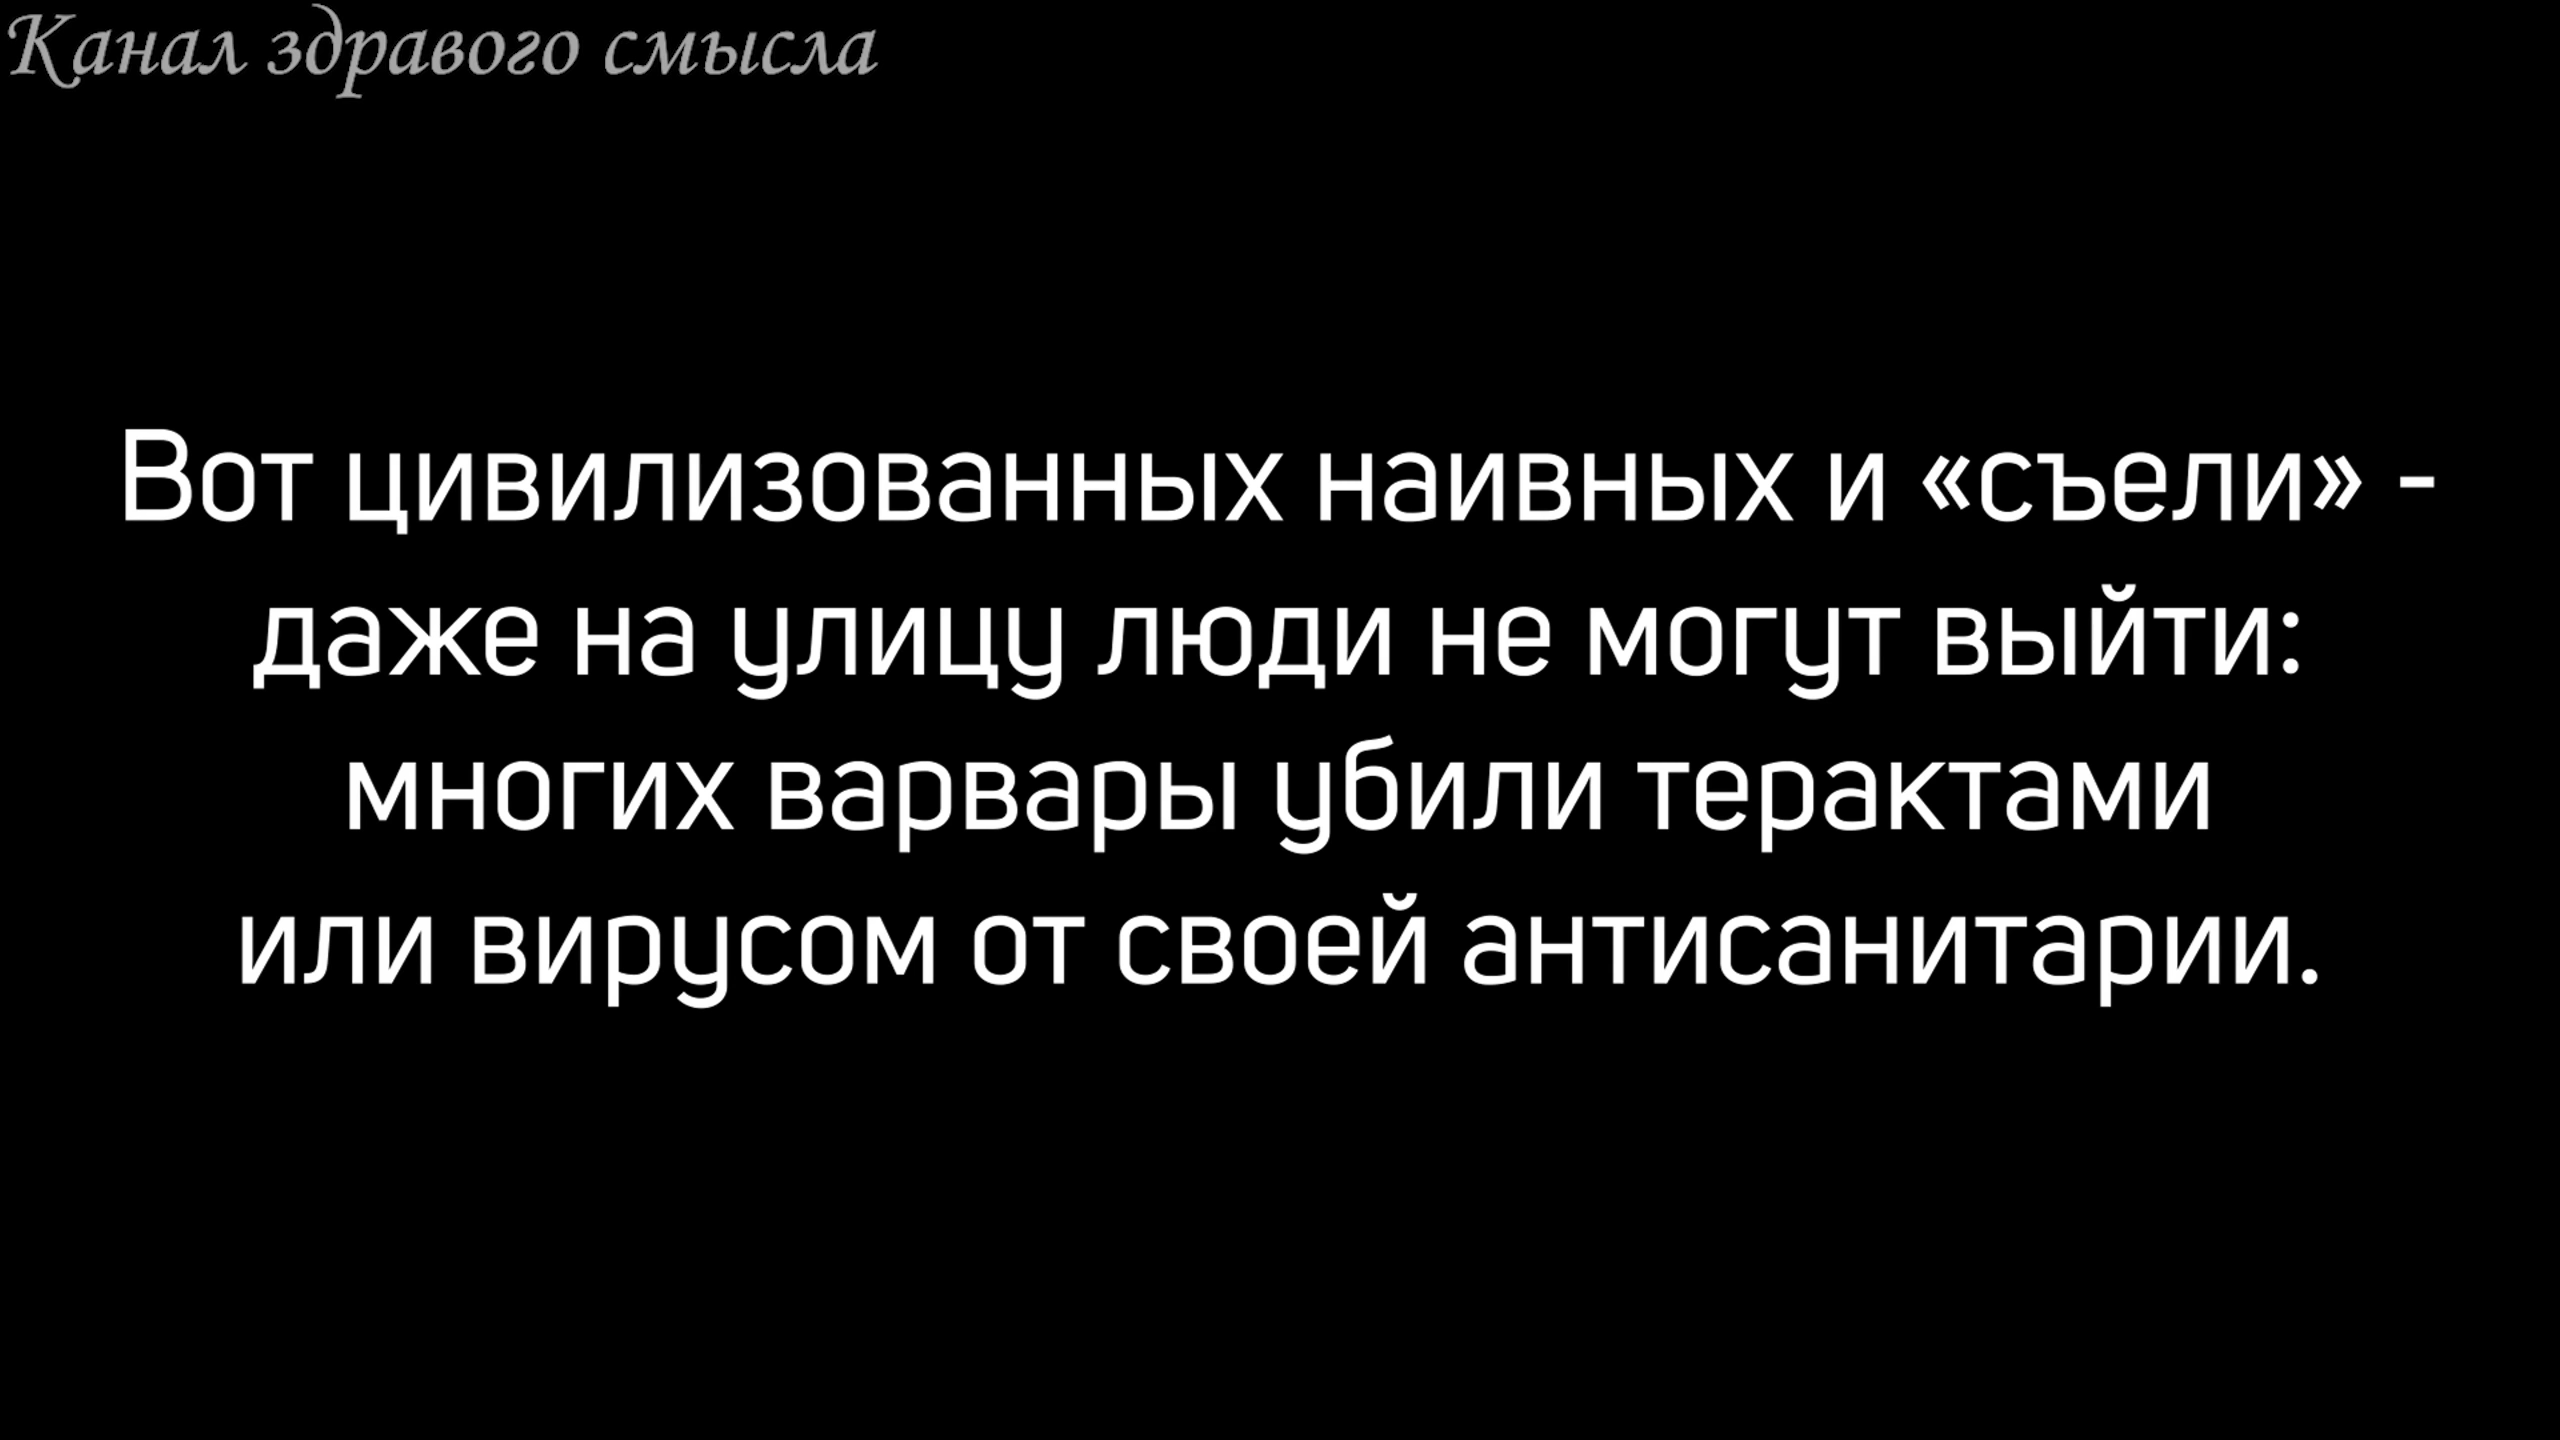 Канал здравого смысла
Вот цивилизованных наивных и «съели» -
даже на улицу люди не могут выйти:
многих варвары убили терактами
или вирусом от своей антисанитарии.